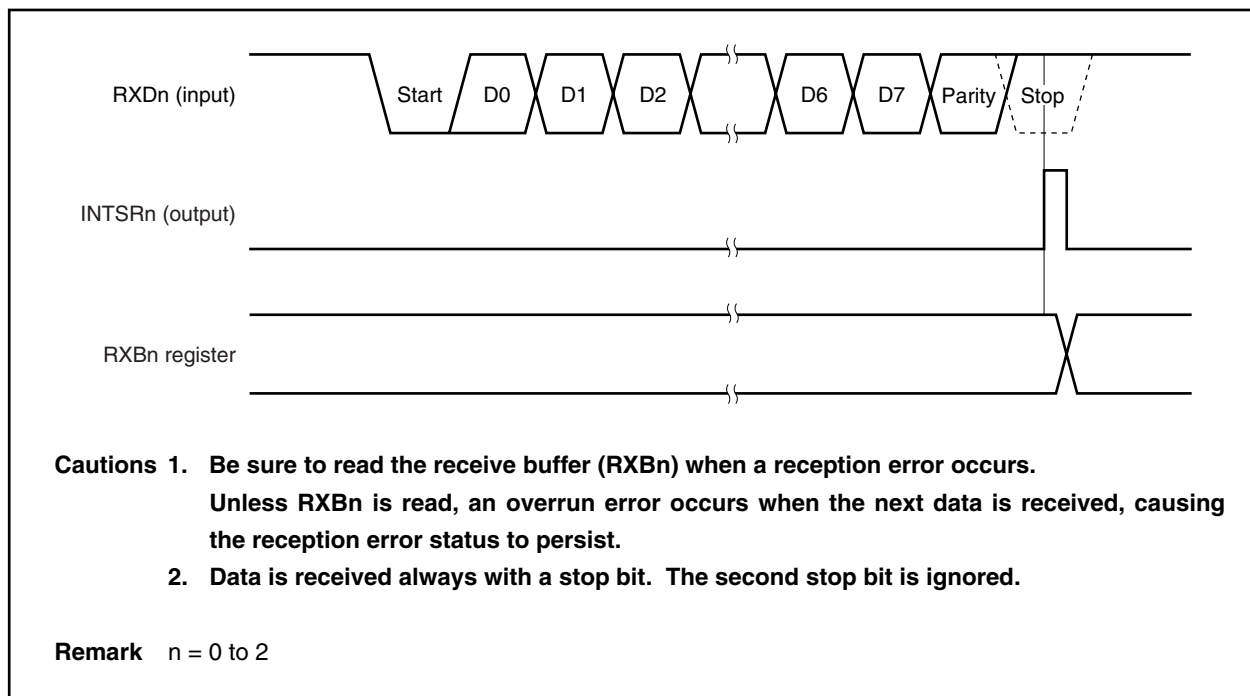 RXDn (input)
Start D0 D1 D2 D6 D7 Parity Stop
INTSRn (output)
RXBn register
Cautions 1. Be sure to read the receive buffer (RXBn) when a reception error occurs.
Unless RXBn is read, an overrun error occurs when the next data is received, causing
the reception error status to persist.
2. Data is received always with a stop bit. The second stop bit is ignored.
Remark n = 0 to 2